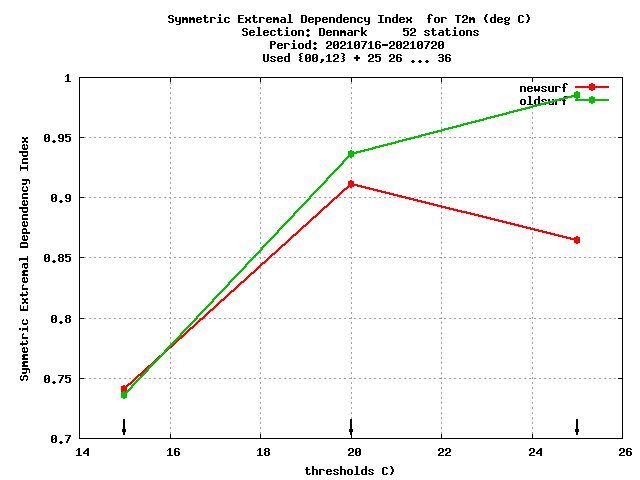 Symmetric Extremal Dependency Index  for T2m (deg C)
Selection: Denmark     52 stations
Period: 20210716-20210720
Used {00,12} + 25 26 ... 36
newsurf
oldsurf
Symmetric Extremal Dependency Index
1
0.95
0.9
0.85
0.8
0.75
0.7
14 16 18 20 22 24 26
thresholds C)